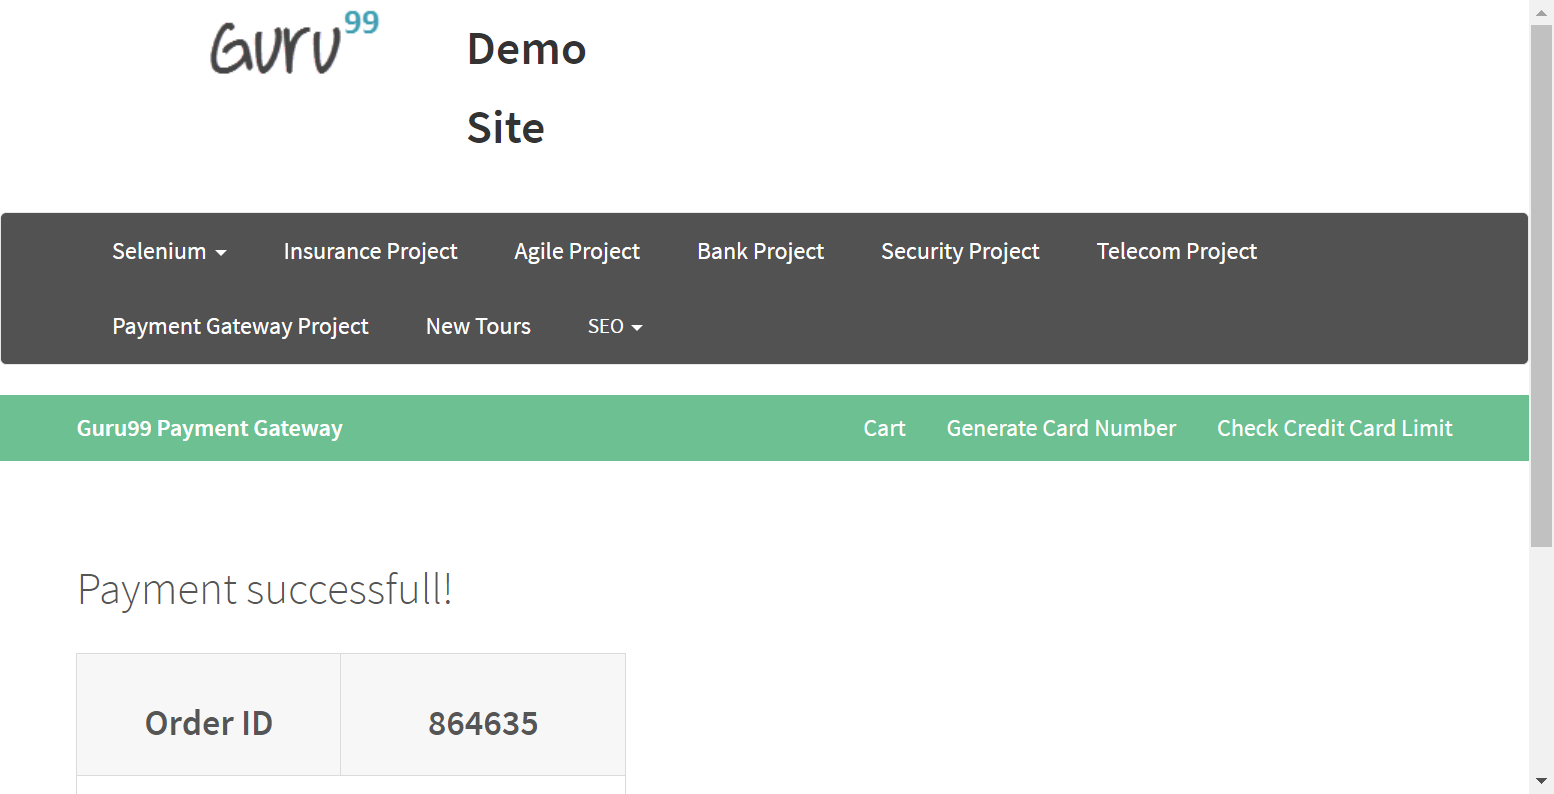 Guru99
Demo
Site
Selenium Insurance Project Agile Project Bank Project Security Project Telecom Project
Payment Gateway Project New Tours SEO
Guru99 Payment Gateway Cart Generate Card Number Check Credit Card Limit
Payment successfull!
Order ID 864635